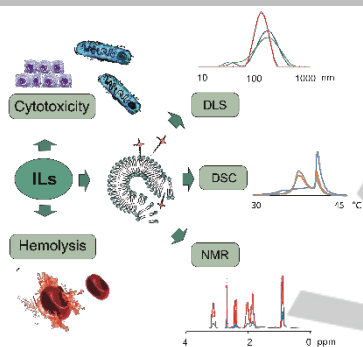 10 100 1000 nm
Cytotoxicity
DLS
ILs
DSC
30 45 °C
Hemolysis
NMR
4 2 0 ppm